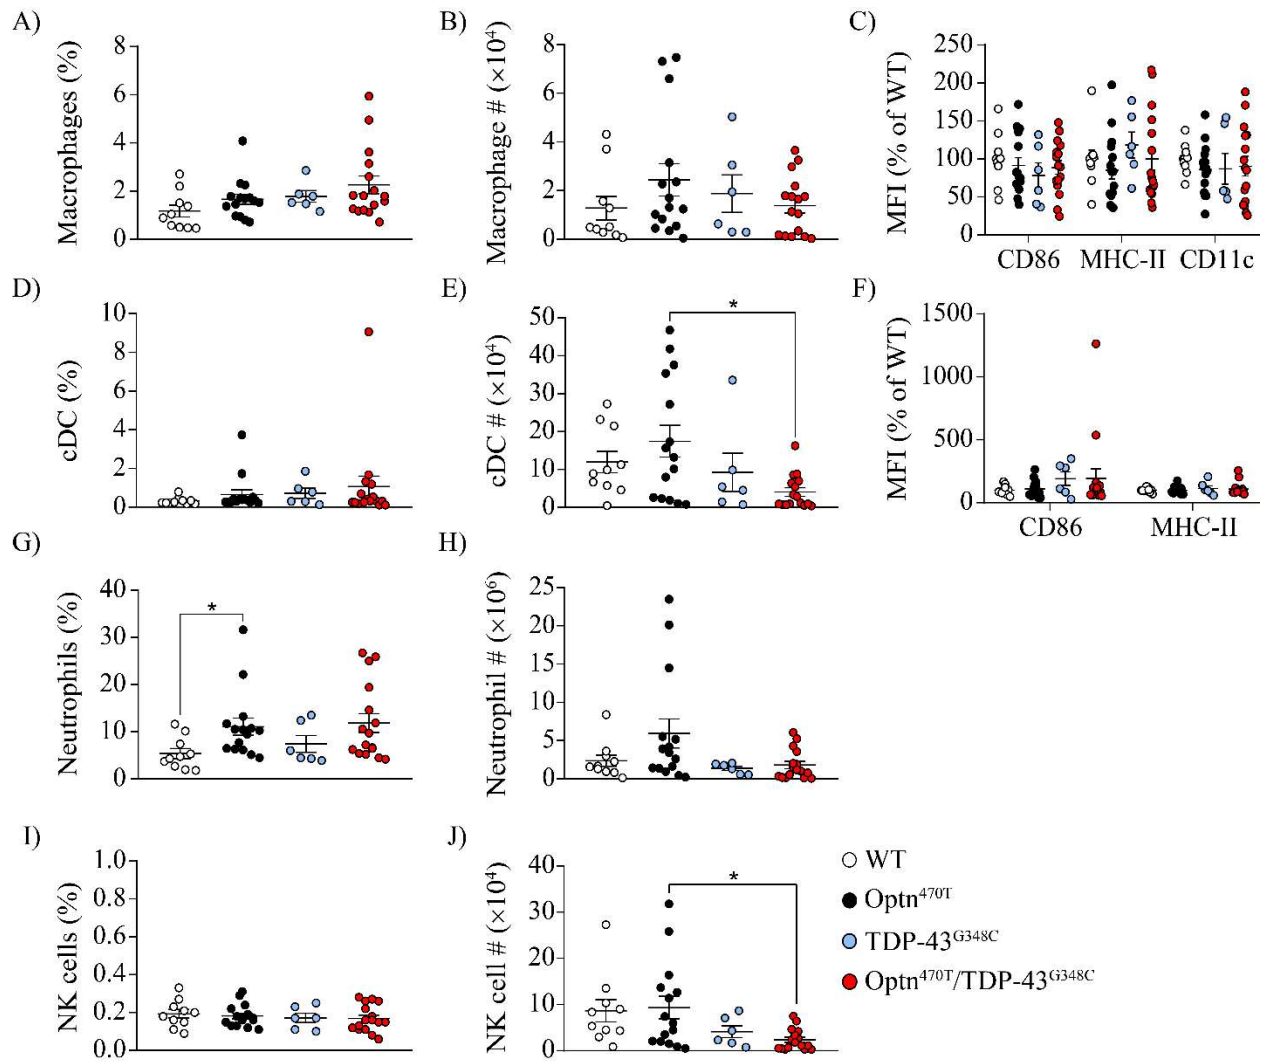 A)
Macrophages (%)
8
6
4
2
0
B)
Macrophage # (×10⁴)
8
6
4
2
0
C)
MFI (% of WT)
250
200
150
100
50
0
CD86 MHC-II CD11c
D)
cDC (%)
10
8
6
4
2
0
E)
cDC # (×10⁴)
50
40
30
20
10
0
*
F)
MFI (% of WT)
1500
1000
500
0
CD86 MHC-II
G)
Neutrophils (%)
40
30
20
10
0
*
H)
Neutrophil # (×10⁶)
25
20
15
10
5
0
I)
NK cells (%)
1.0
0.8
0.6
0.4
0.2
0.0
J)
NK cell # (×10⁴)
40
30
20
10
0
*
WT
Optn⁴⁷⁰ᵀ
TDP-43ᴳ³⁴⁸ᶜ
Optn⁴⁷⁰ᵀ/TDP-43ᴳ³⁴⁸ᶜ